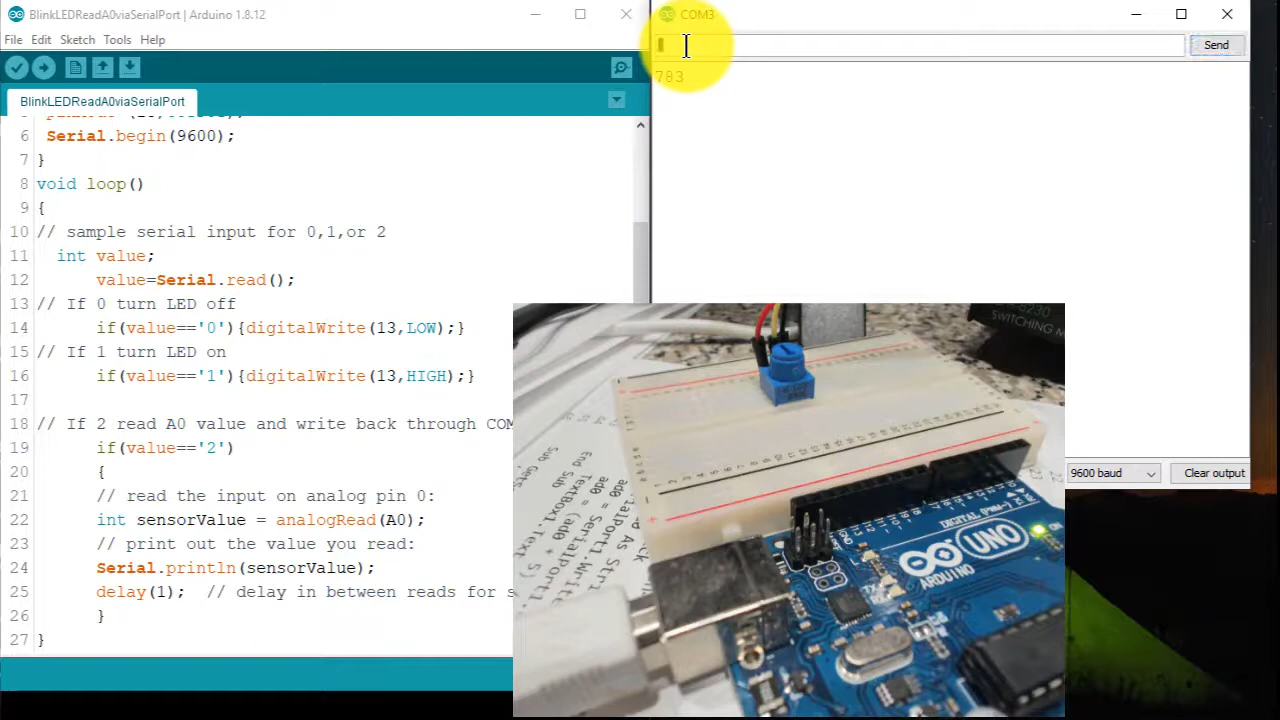 BlinkLEDReadA0viaSerialPort | Arduino 1.8.12
File Edit Sketch Tools Help
BlinkLEDReadA0viaSerialPort
6 Serial.begin(9600);
7 }
8 void loop()
9 {
10 // sample serial input for 0,1,or 2
11 int value;
12 value=Serial.read();
13 // If 0 turn LED off
14 if(value=='0'){digitalWrite(13,LOW);}
15 // If 1 turn LED on
16 if(value=='1'){digitalWrite(13,HIGH);}
17
18 // If 2 read A0 value and write back through COM
19 if(value=='2')
20 {
21 // read the input on analog pin 0:
22 int sensorValue = analogRead(A0);
23 // print out the value you read:
24 Serial.println(sensorValue);
25 delay(1); // delay in between reads for s
26 }
27 }
COM3
Send
783
9600 baud
Clear output
SWITCHING M
End Sub
TextBox1.Text
DIGITAL (PWM~)
UNO
ARDUINO
ON